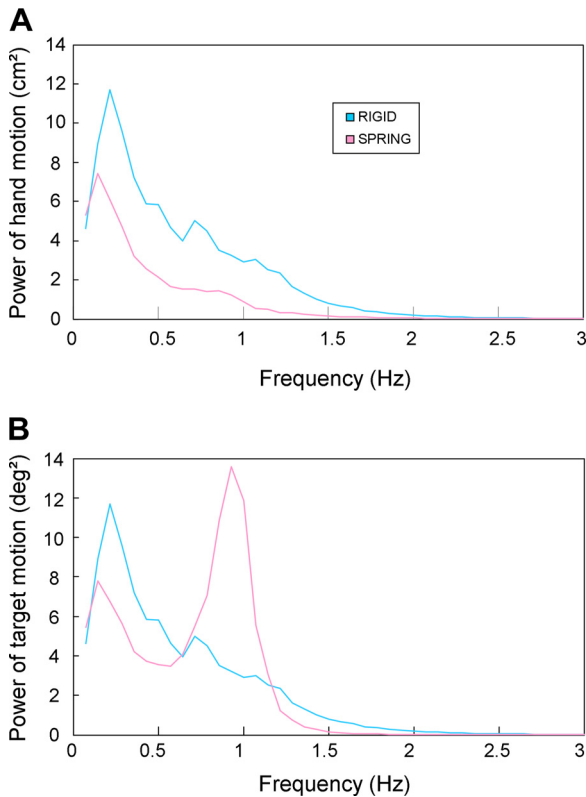 A
Power of hand motion (cm²)
14
12
10
8
6
4
2
0
RIGID
SPRING
0 0.5 1 1.5 2 2.5 3
Frequency (Hz)
B
Power of target motion (deg²)
14
12
10
8
6
4
2
0
0 0.5 1 1.5 2 2.5 3
Frequency (Hz)